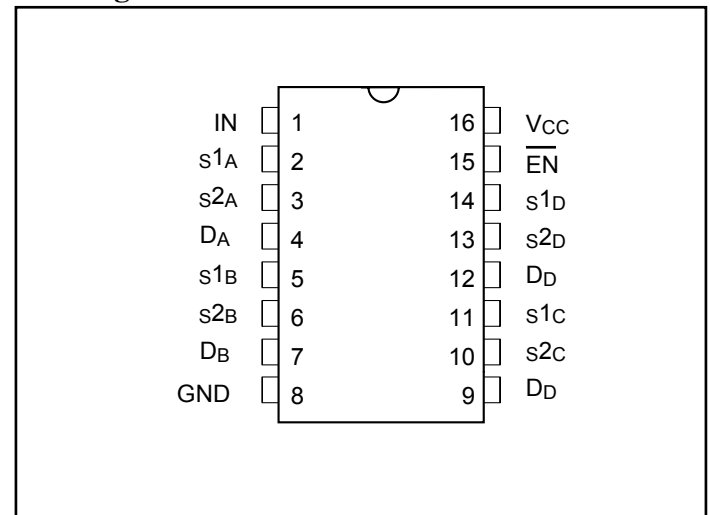 IN 1 16 VCC
S1A 2 15 EN
S2A 3 14 S1D
DA 4 13 S2D
S1B 5 12 DD
S2B 6 11 S1C
DB 7 10 S2C
GND 8 9 DD